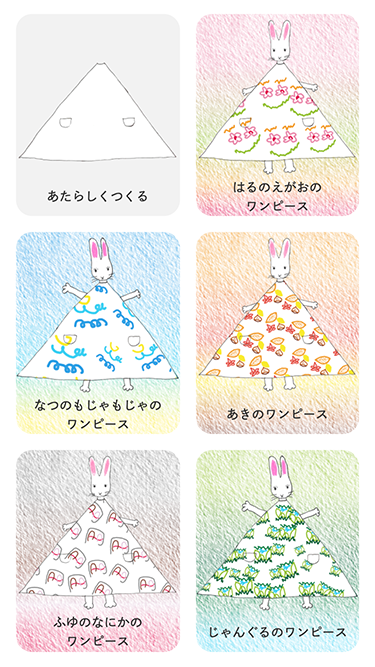 あたらしくつくる
はるのえがおの
ワンピース
なつのもじゃもじゃの
ワンピース
あきのワンピース
ふゆのなにかの
ワンピース
じゃんぐるのワンピース